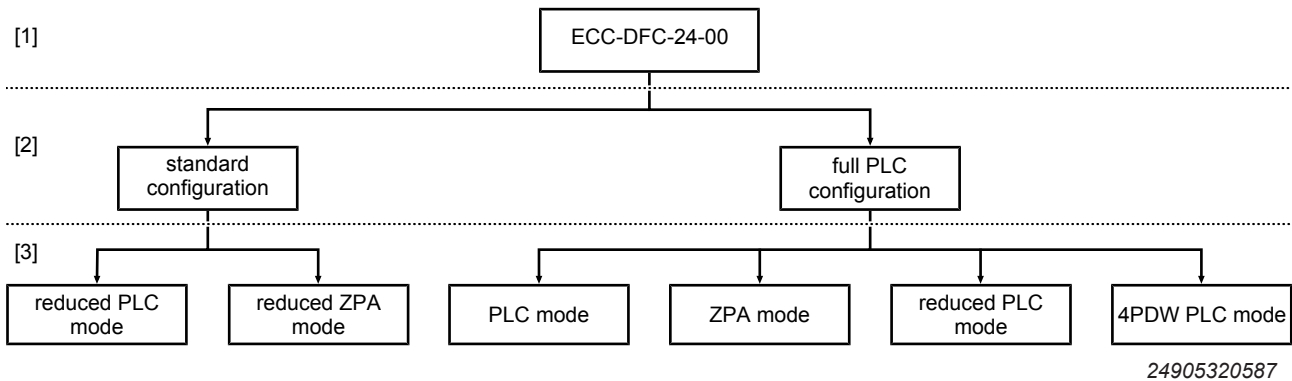 [1]
ECC-DFC-24-00
[2]
standard
configuration
full PLC
configuration
[3]
reduced PLC
mode
reduced ZPA
mode
PLC mode
ZPA mode
reduced PLC
mode
4PDW PLC mode
24905320587